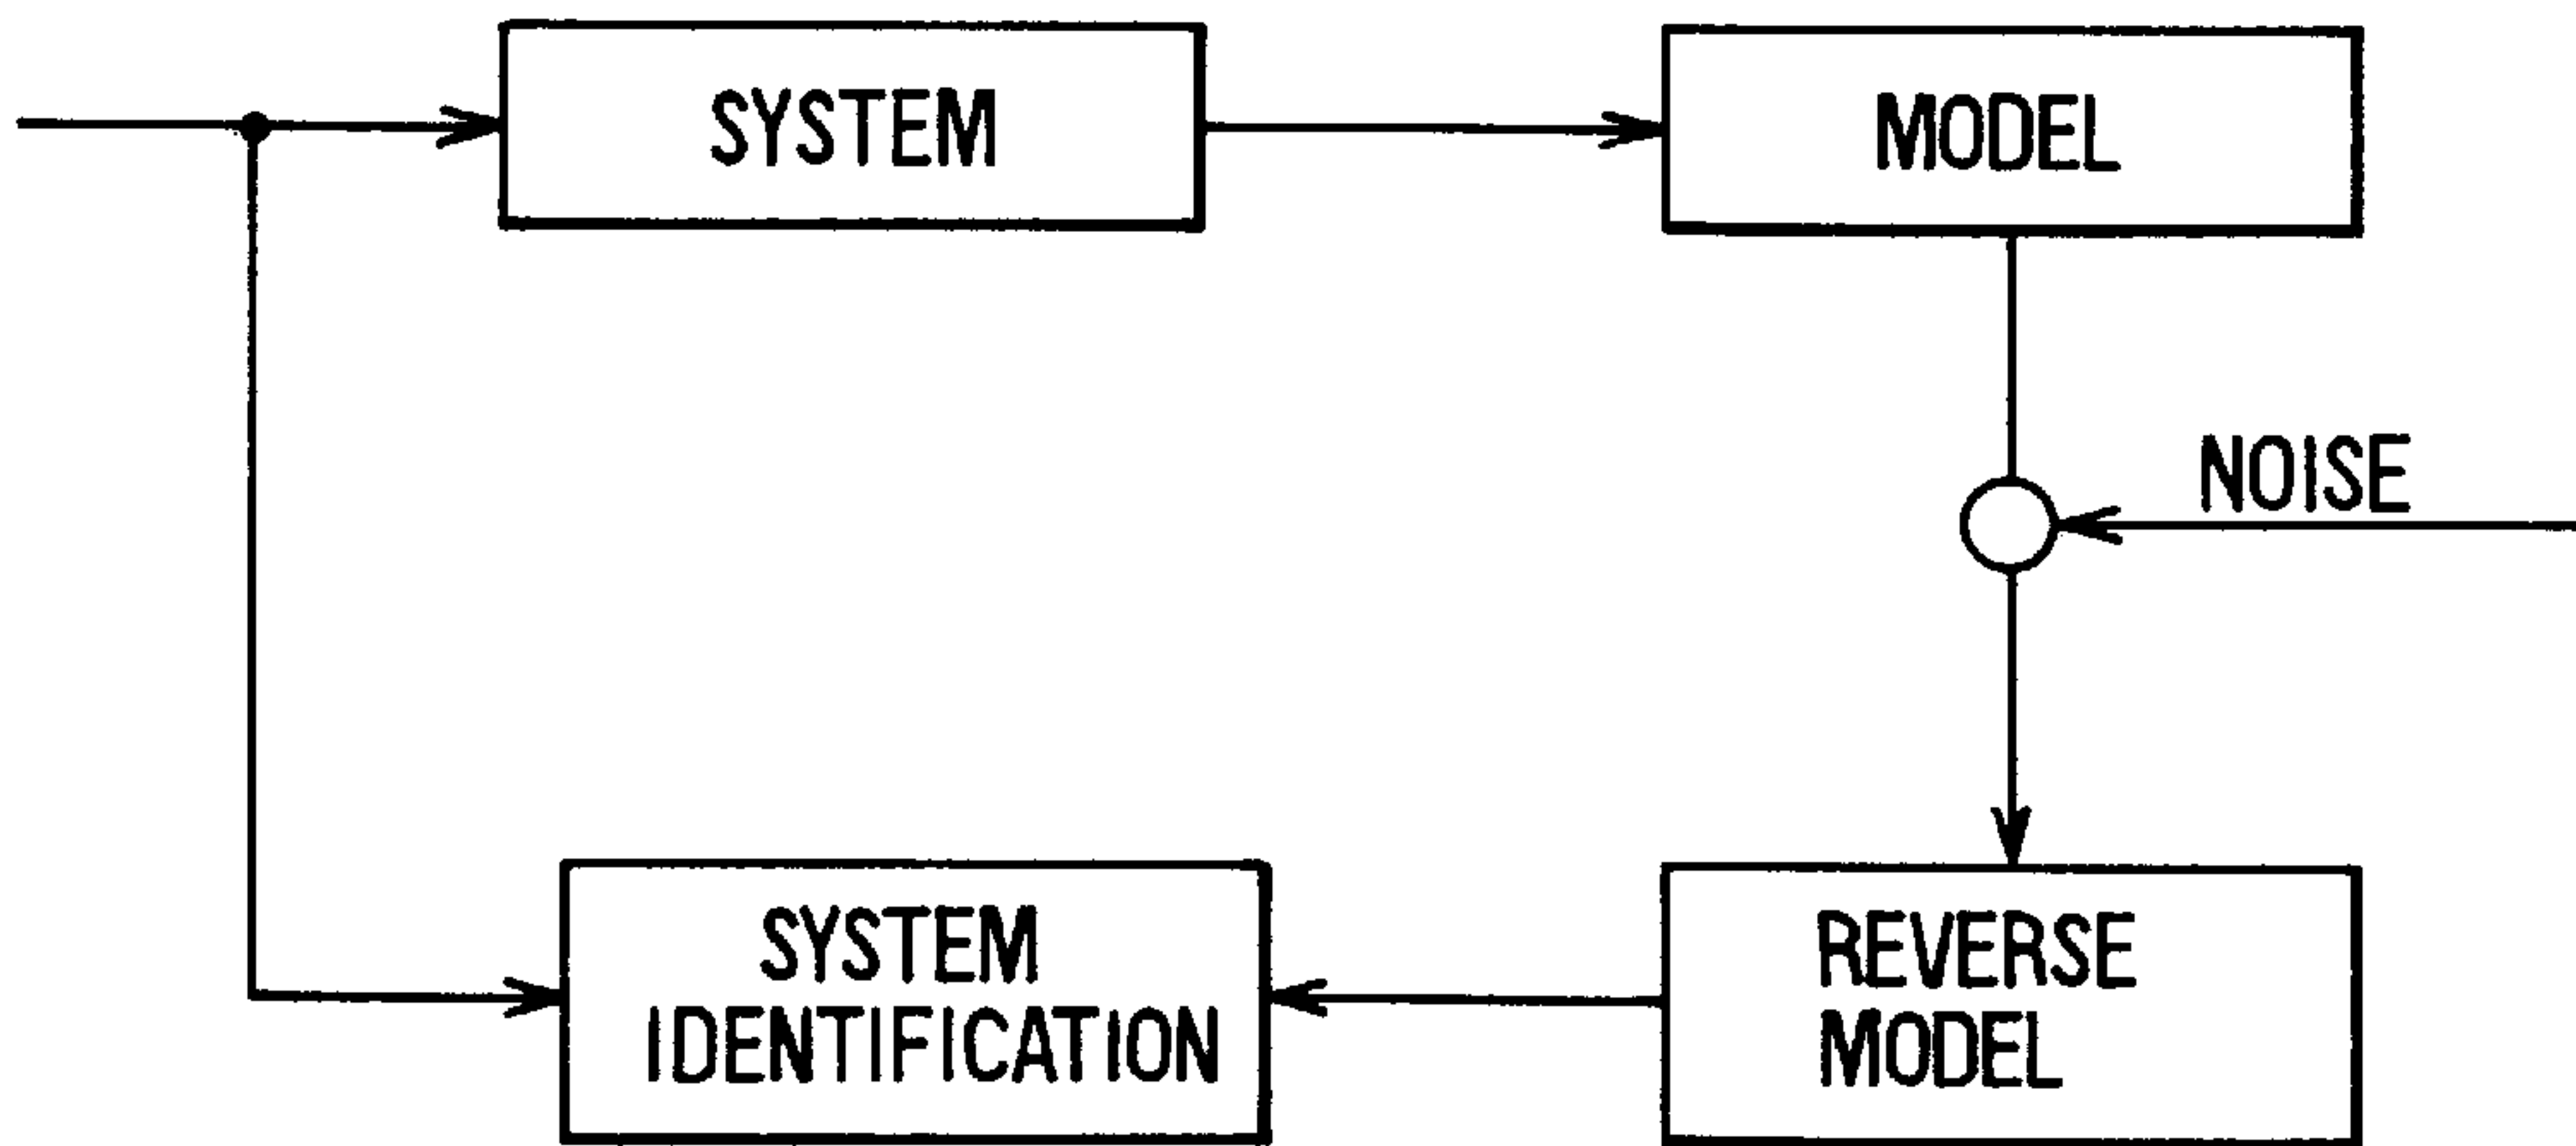 SYSTEM
MODEL
NOISE
SYSTEM
IDENTIFICATION
REVERSE
MODEL